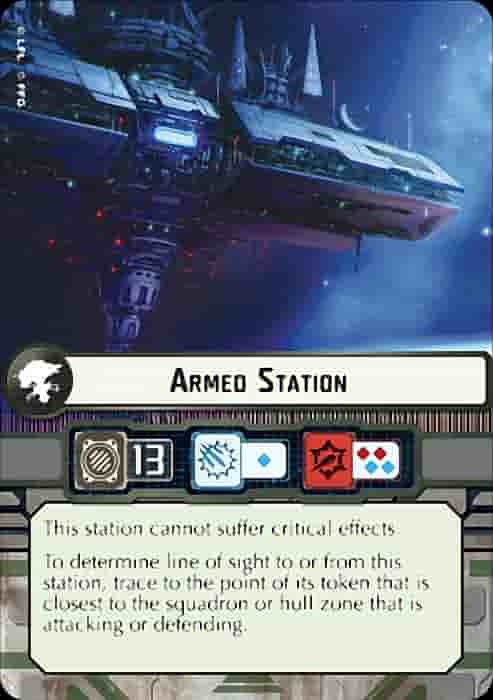 © LFL © FFG
ARMED STATION
13
This station cannot suffer critical effects.
To determine line of sight to or from this
station, trace to the point of its token that is
closest to the squadron or hull zone that is
attacking or defending.